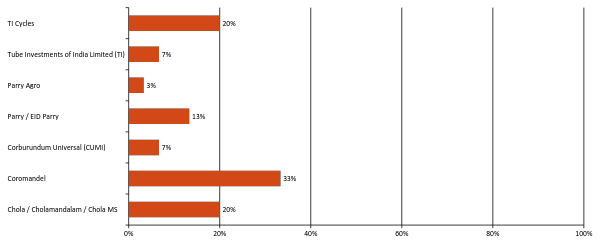 TI Cycles 20%
Tube Investments of India Limited (TI) 7%
Parry Agro 3%
Parry / EID Parry 13%
Corburundum Universal (CUMI) 7%
Coromandel 33%
Chola / Cholamandalam / Chola MS 20%
0% 20% 40% 60% 80% 100%